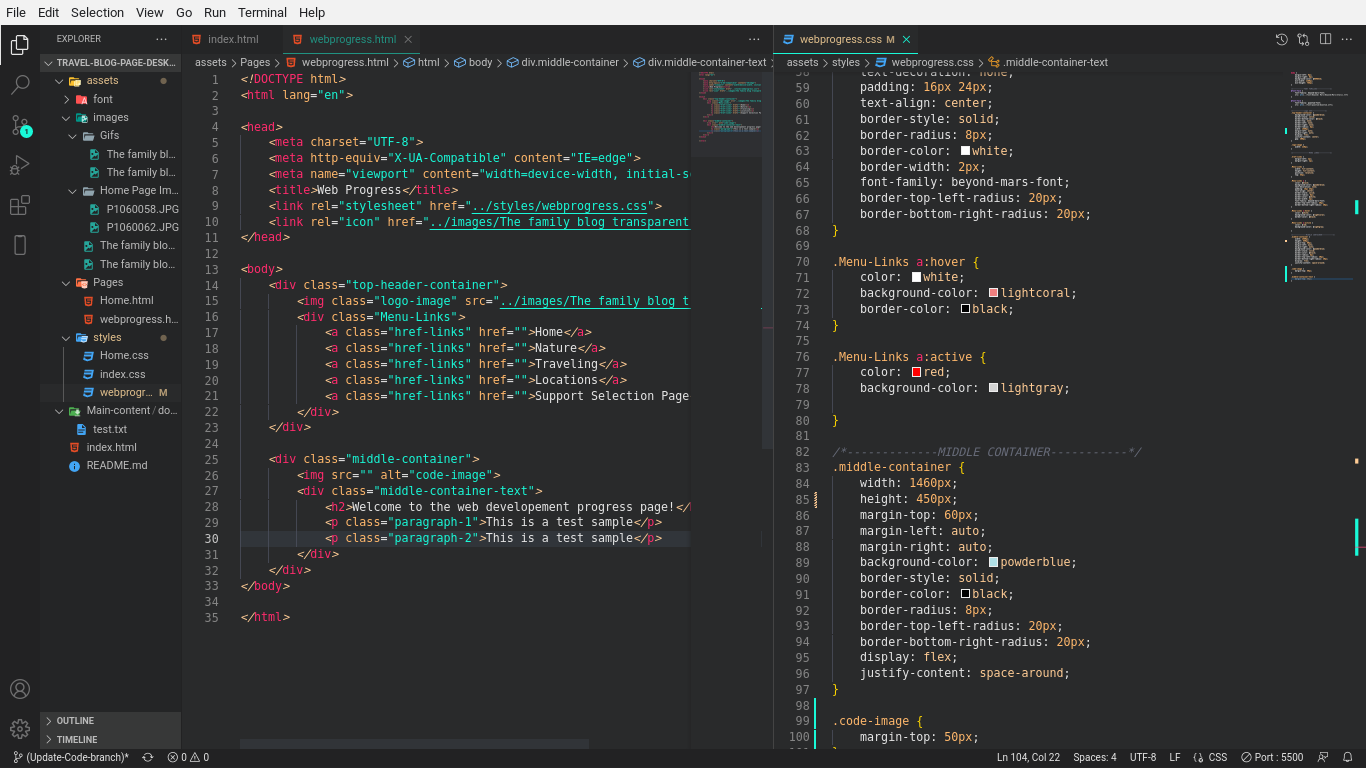 File Edit Selection View Go Run Terminal Help
EXPLORER
TRAVEL-BLOG-PAGE-DESK...
assets
font
images
Gifs
The family bl...
The family bl...
Home Page Im...
P1060058.JPG
P1060062.JPG
The family blo...
The family blo...
Pages
Home.html
webprogress.h...
styles
Home.css
index.css
webprogr... M
Main-content / do...
test.txt
index.html
README.md
OUTLINE
TIMELINE
1
index.html webprogress.html
assets > Pages > webprogress.html > html > body > div.middle-container > div.middle-container-text
1 <!DOCTYPE html>
2 <html lang="en">
3
4 <head>
5 <meta charset="UTF-8">
6 <meta http-equiv="X-UA-Compatible" content="IE=edge">
7 <meta name="viewport" content="width=device-width, initial-s
8 <title>Web Progress</title>
9 <link rel="stylesheet" href="../styles/webprogress.css">
10 <link rel="icon" href="../images/The family blog transparent
11 </head>
12
13 <body>
14 <div class="top-header-container">
15 <img class="logo-image" src="../images/The family blog t
16 <div class="Menu-Links">
17 <a class="href-links" href="">Home</a>
18 <a class="href-links" href="">Nature</a>
19 <a class="href-links" href="">Traveling</a>
20 <a class="href-links" href="">Locations</a>
21 <a class="href-links" href="">Support Selection Page
22 </div>
23 </div>
24
25 <div class="middle-container">
26 <img src="" alt="code-image">
27 <div class="middle-container-text">
28 <h2>Welcome to the web developement progress page!</
29 <p class="paragraph-1">This is a test sample</p>
30 <p class="paragraph-2">This is a test sample</p>
31 </div>
32 </div>
33 </body>
34
35 </html>
webprogress.css M
assets > styles > webprogress.css > .middle-container-text
58 text-decoration: none;
59 padding: 16px 24px;
60 text-align: center;
61 border-style: solid;
62 border-radius: 8px;
63 border-color: white;
64 border-width: 2px;
65 font-family: beyond-mars-font;
66 border-top-left-radius: 20px;
67 border-bottom-right-radius: 20px;
68 }
69
70 .Menu-Links a:hover {
71 color: white;
72 background-color: lightcoral;
73 border-color: black;
74 }
75
76 .Menu-Links a:active {
77 color: red;
78 background-color: lightgray;
79
80 }
81
82 /*-------------MIDDLE CONTAINER-----------*/
83 .middle-container {
84 width: 1460px;
85 height: 450px;
86 margin-top: 60px;
87 margin-left: auto;
88 margin-right: auto;
89 background-color: powderblue;
90 border-style: solid;
91 border-color: black;
92 border-radius: 8px;
93 border-top-left-radius: 20px;
94 border-bottom-right-radius: 20px;
95 display: flex;
96 justify-content: space-around;
97 }
98
99 .code-image {
100 margin-top: 50px;
(Update-Code-branch)* 0 0 Ln 104, Col 22 Spaces: 4 UTF-8 LF {} CSS Port : 5500